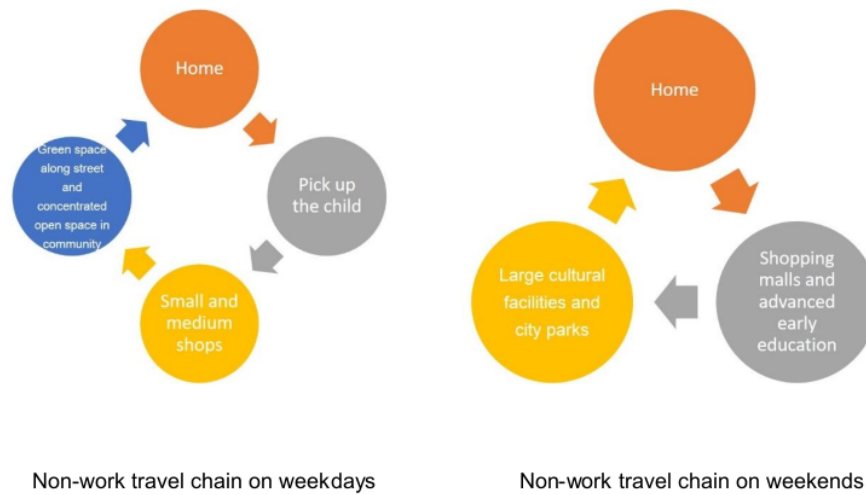 Home
Green space
along street
and
concentrated
open space in
community
Pick up
the child
Small and
medium
shops
Non-work travel chain on weekdays
Home
Large cultural
facilities and
city parks
Shopping
malls and
advanced
early
education
Non-work travel chain on weekends